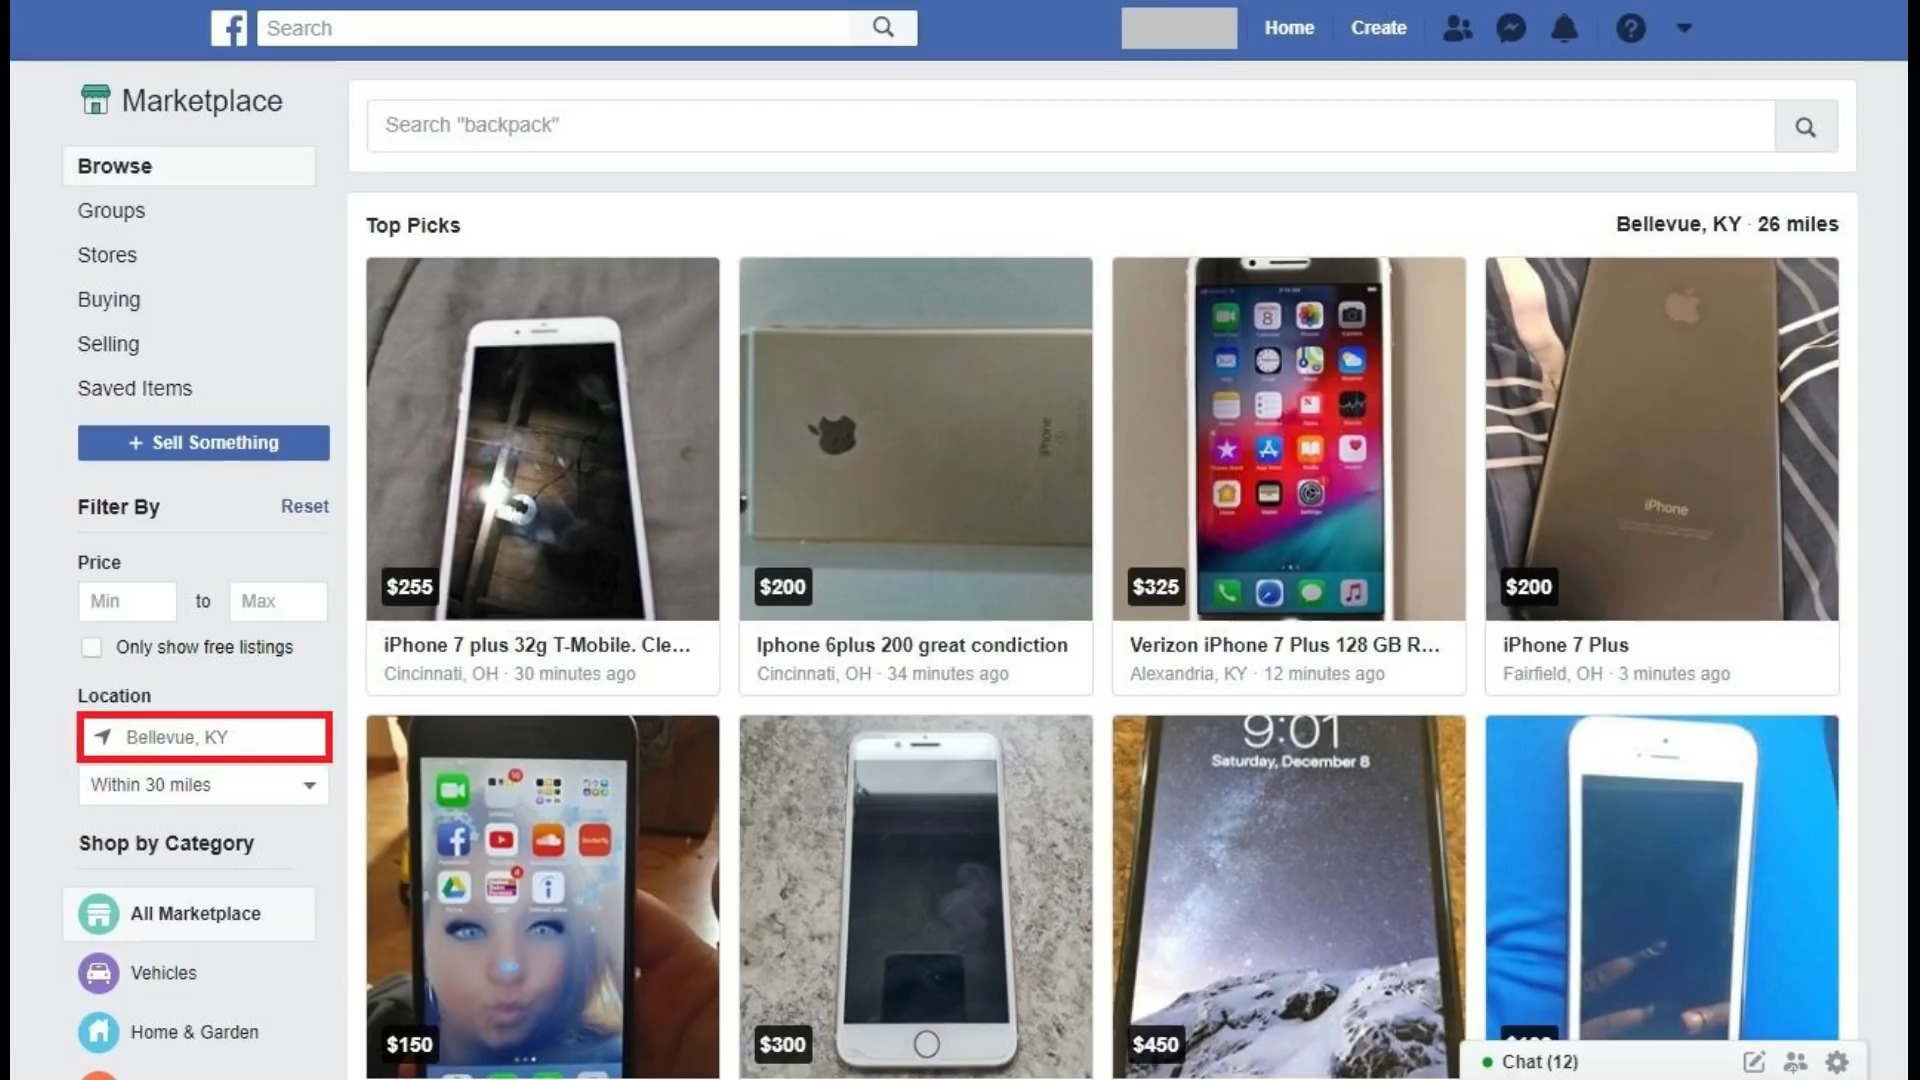 Search
Home
Create
Marketplace
Search "backpack"
Browse
Groups
Stores
Buying
Selling
Saved Items
+ Sell Something
Filter By
Reset
Price
Min to Max
Only show free listings
Location
Bellevue, KY
Within 30 miles
Shop by Category
All Marketplace
Vehicles
Home & Garden
Top Picks
Bellevue, KY · 26 miles
iPhone
iPhone
$255
$200
$325
$200
iPhone 7 plus 32g T-Mobile. Cle...
Cincinnati, OH · 30 minutes ago
Iphone 6plus 200 great condiction
Cincinnati, OH · 34 minutes ago
Verizon iPhone 7 Plus 128 GB R...
Alexandria, KY · 12 minutes ago
iPhone 7 Plus
Fairfield, OH · 3 minutes ago
9:01
Saturday, December 8
$150
$300
$450
Chat (12)